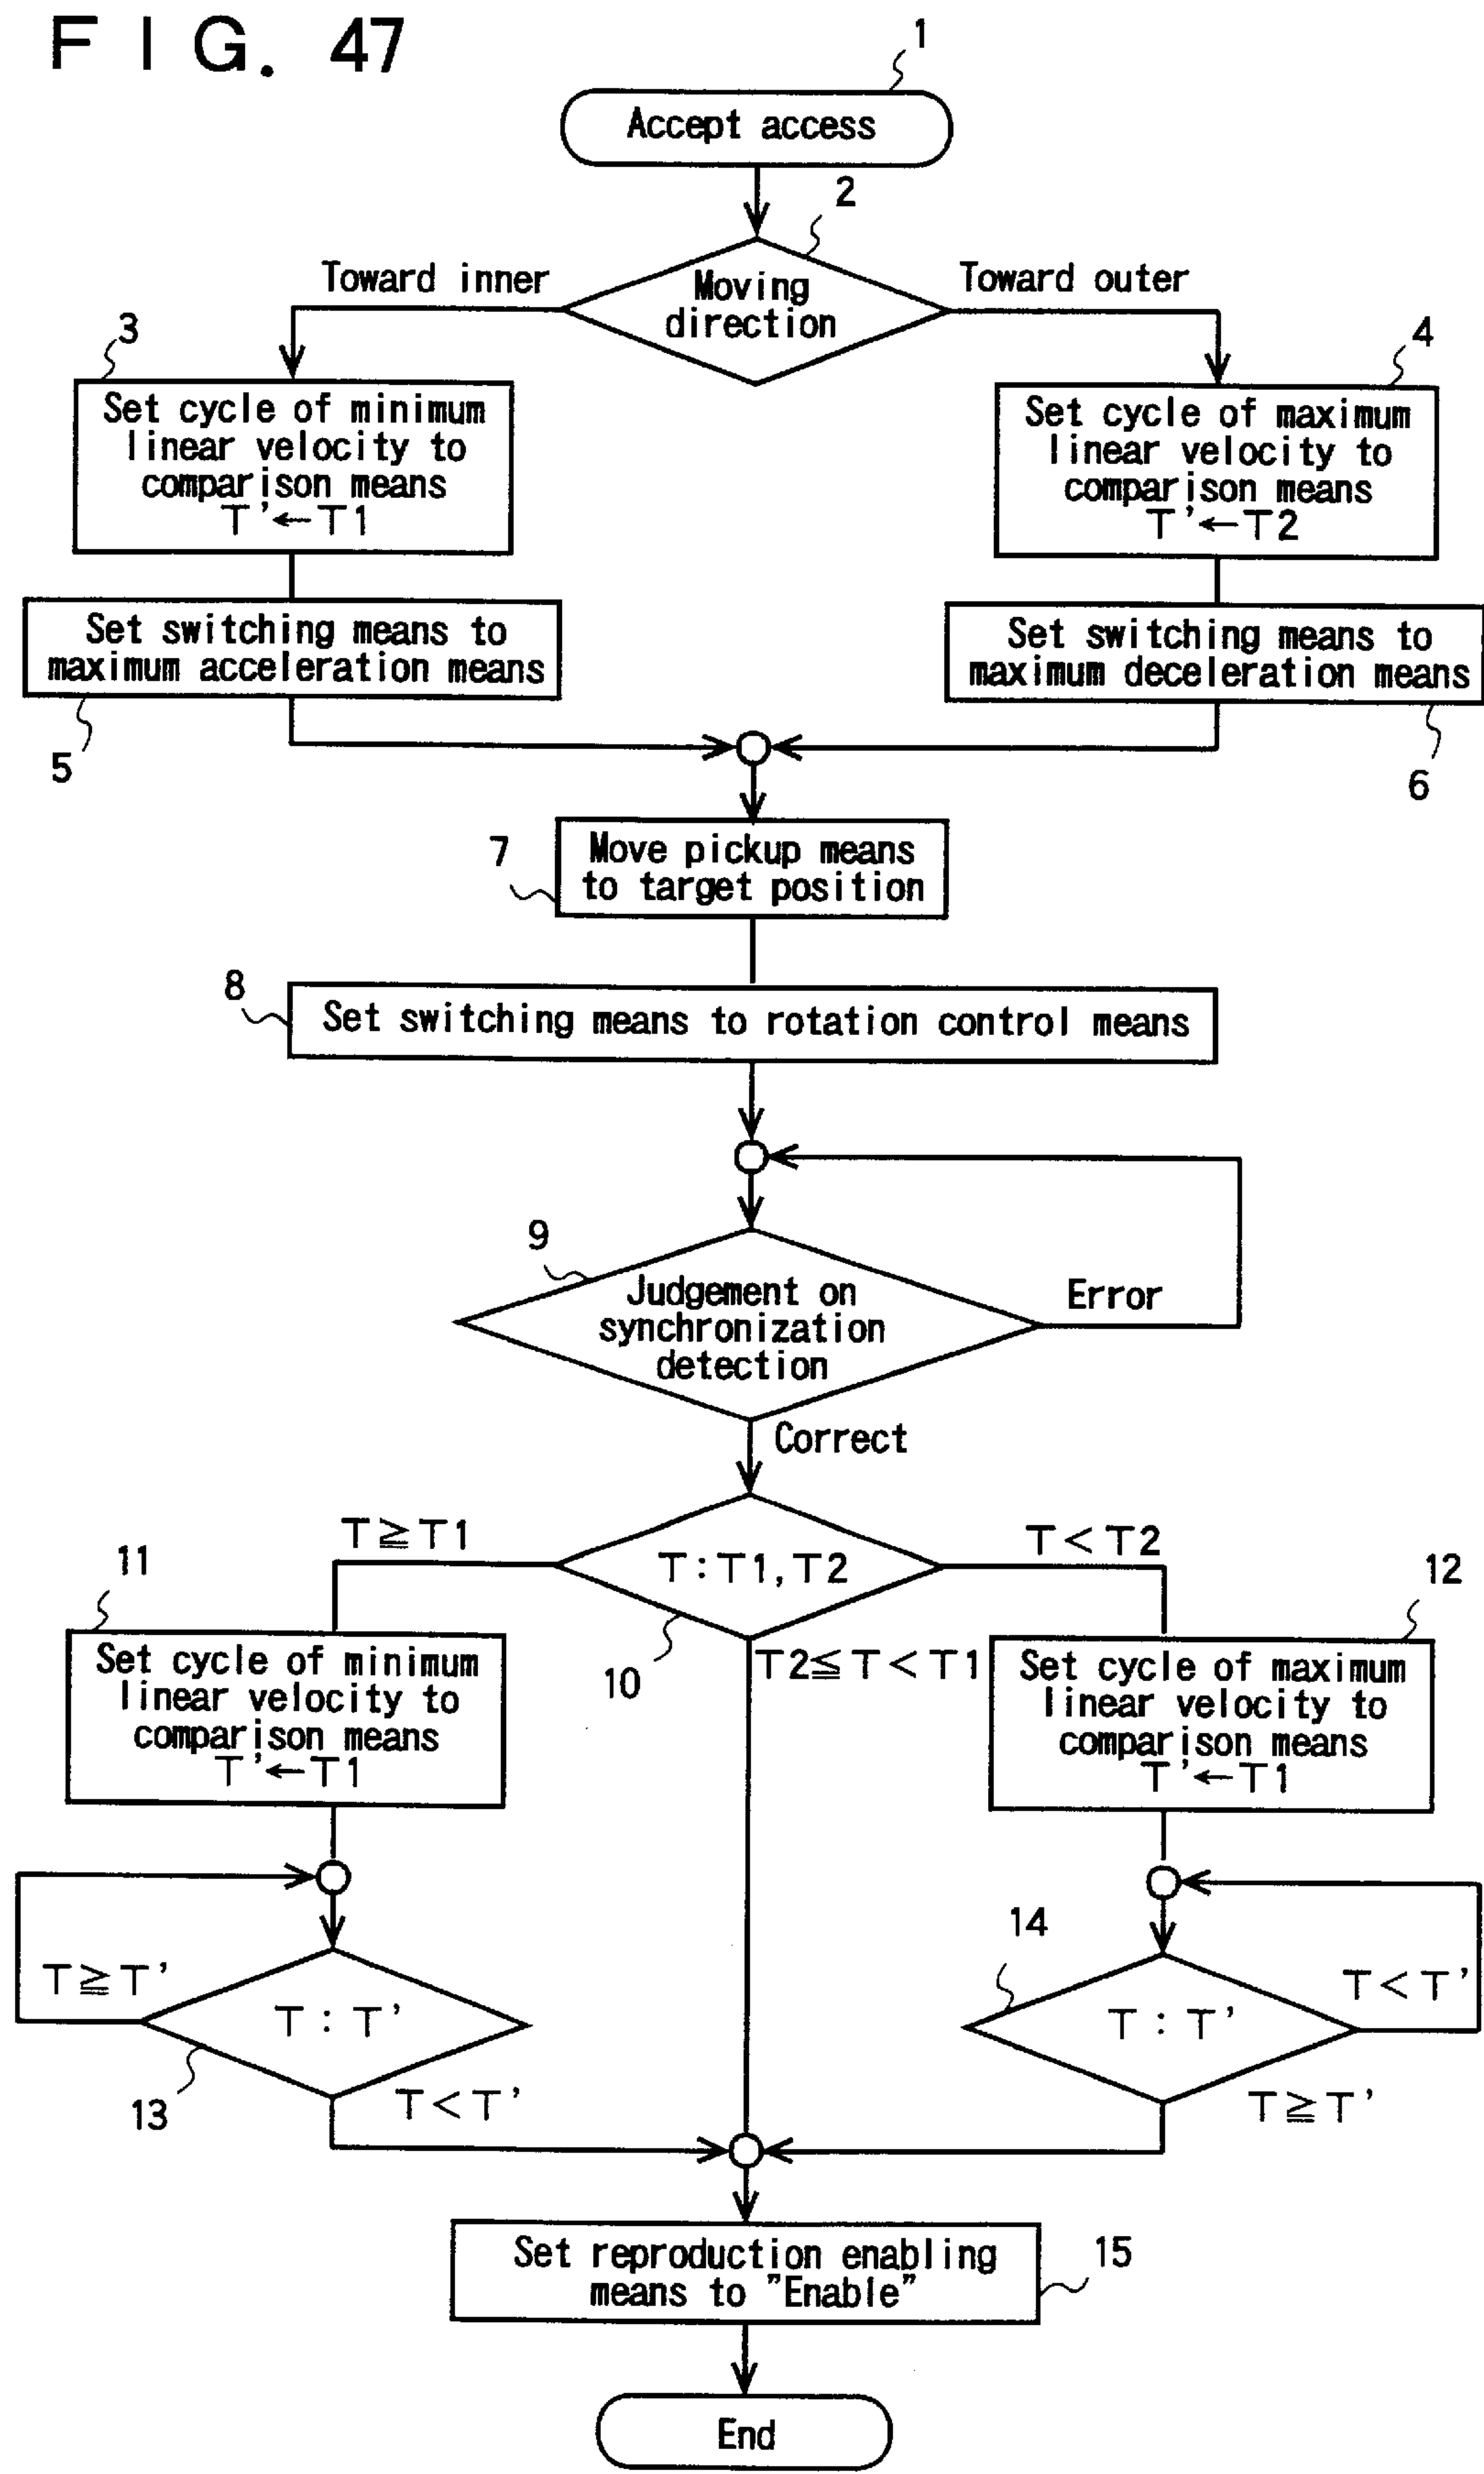 FIG. 47
1
Accept access
2
Moving
direction
Toward inner
Toward outer
3
Set cycle of minimum
linear velocity to
comparison means
T'←T1
4
Set cycle of maximum
linear velocity to
comparison means
T'←T2
Set switching means to
maximum acceleration means
5
Set switching means to
maximum deceleration means
6
7
Move pickup means
to target position
8
Set switching means to rotation control means
9
Judgement on
synchronization
detection
Error
Correct
T≧T1
T:T1,T2
T<T2
10
T2≦T<T1
11
Set cycle of minimum
linear velocity to
comparison means
T'←T1
12
Set cycle of maximum
linear velocity to
comparison means
T'←T1
T≧T'
T:T'
13
T<T'
14
T:T'
T<T'
T≧T'
Set reproduction enabling
means to "Enable"
15
End